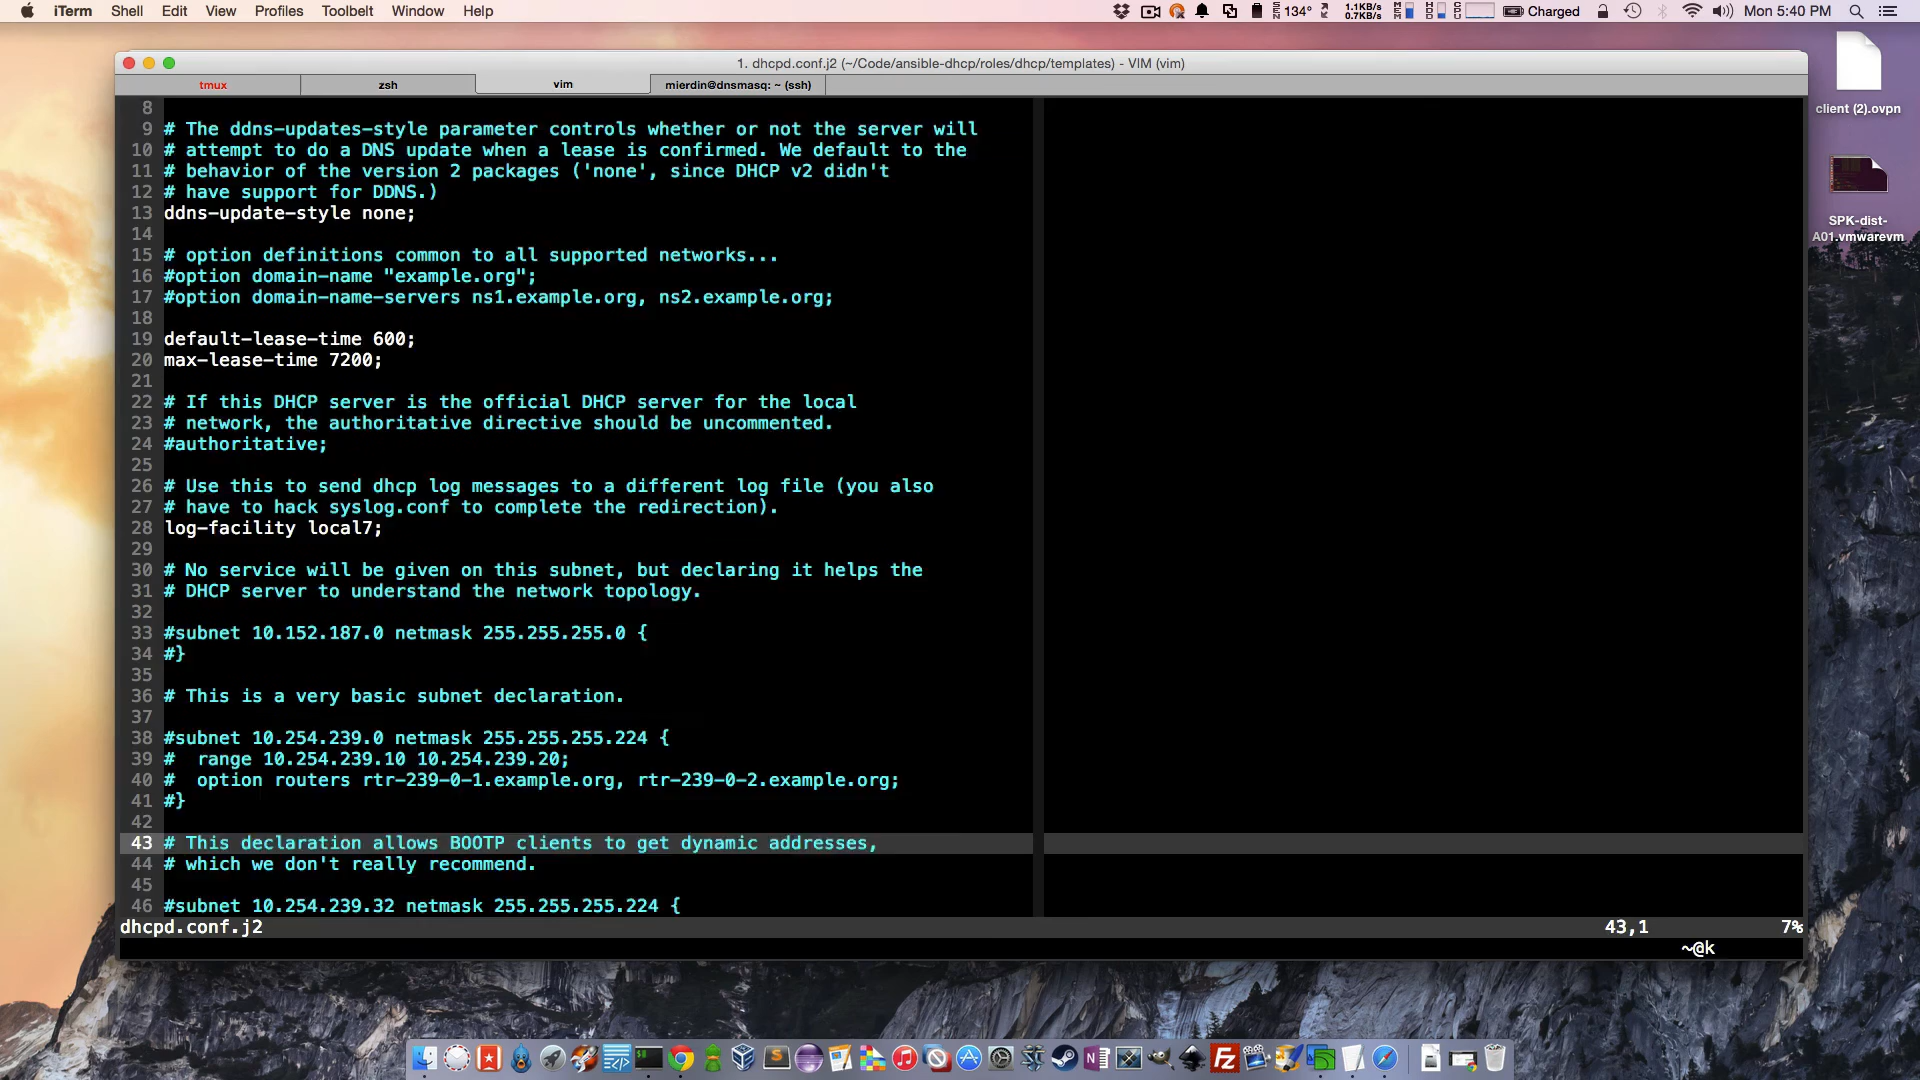 iTerm Shell Edit View Profiles Toolbelt Window Help
SEN 134° 1.1KB/s 0.7KB/s MEM HDD CPU Charged Mon 5:40 PM
1. dhcpd.conf.j2 (~/Code/ansible-dhcp/roles/dhcp/templates) - VIM (vim)
tmux zsh vim mierdin@dnsmasq: ~ (ssh)
8
9 # The ddns-updates-style parameter controls whether or not the server will
10 # attempt to do a DNS update when a lease is confirmed. We default to the
11 # behavior of the version 2 packages ('none', since DHCP v2 didn't
12 # have support for DDNS.)
13 ddns-update-style none;
14
15 # option definitions common to all supported networks...
16 #option domain-name "example.org";
17 #option domain-name-servers ns1.example.org, ns2.example.org;
18
19 default-lease-time 600;
20 max-lease-time 7200;
21
22 # If this DHCP server is the official DHCP server for the local
23 # network, the authoritative directive should be uncommented.
24 #authoritative;
25
26 # Use this to send dhcp log messages to a different log file (you also
27 # have to hack syslog.conf to complete the redirection).
28 log-facility local7;
29
30 # No service will be given on this subnet, but declaring it helps the
31 # DHCP server to understand the network topology.
32
33 #subnet 10.152.187.0 netmask 255.255.255.0 {
34 #}
35
36 # This is a very basic subnet declaration.
37
38 #subnet 10.254.239.0 netmask 255.255.255.224 {
39 #  range 10.254.239.10 10.254.239.20;
40 #  option routers rtr-239-0-1.example.org, rtr-239-0-2.example.org;
41 #}
42
43 # This declaration allows BOOTP clients to get dynamic addresses,
44 # which we don't really recommend.
45
46 #subnet 10.254.239.32 netmask 255.255.255.224 {
dhcpd.conf.j2 43,1 7%
~@k
client (2).ovpn
SPK-dist-
A01.vmwarevm